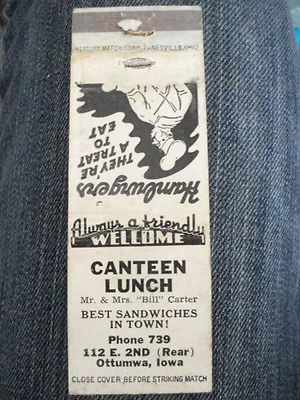 MERCURY MATCH CORP., ZANESVILLE, OHIO
Hamburgers
THEY'RE
A TREAT
TO
EAT
Always a friendly
WELCOME
CANTEEN
LUNCH
Mr. & Mrs. "Bill" Carter
BEST SANDWICHES
IN TOWN!
Phone 739
112 E. 2ND (Rear)
Ottumwa, Iowa
CLOSE COVER BEFORE STRIKING MATCH